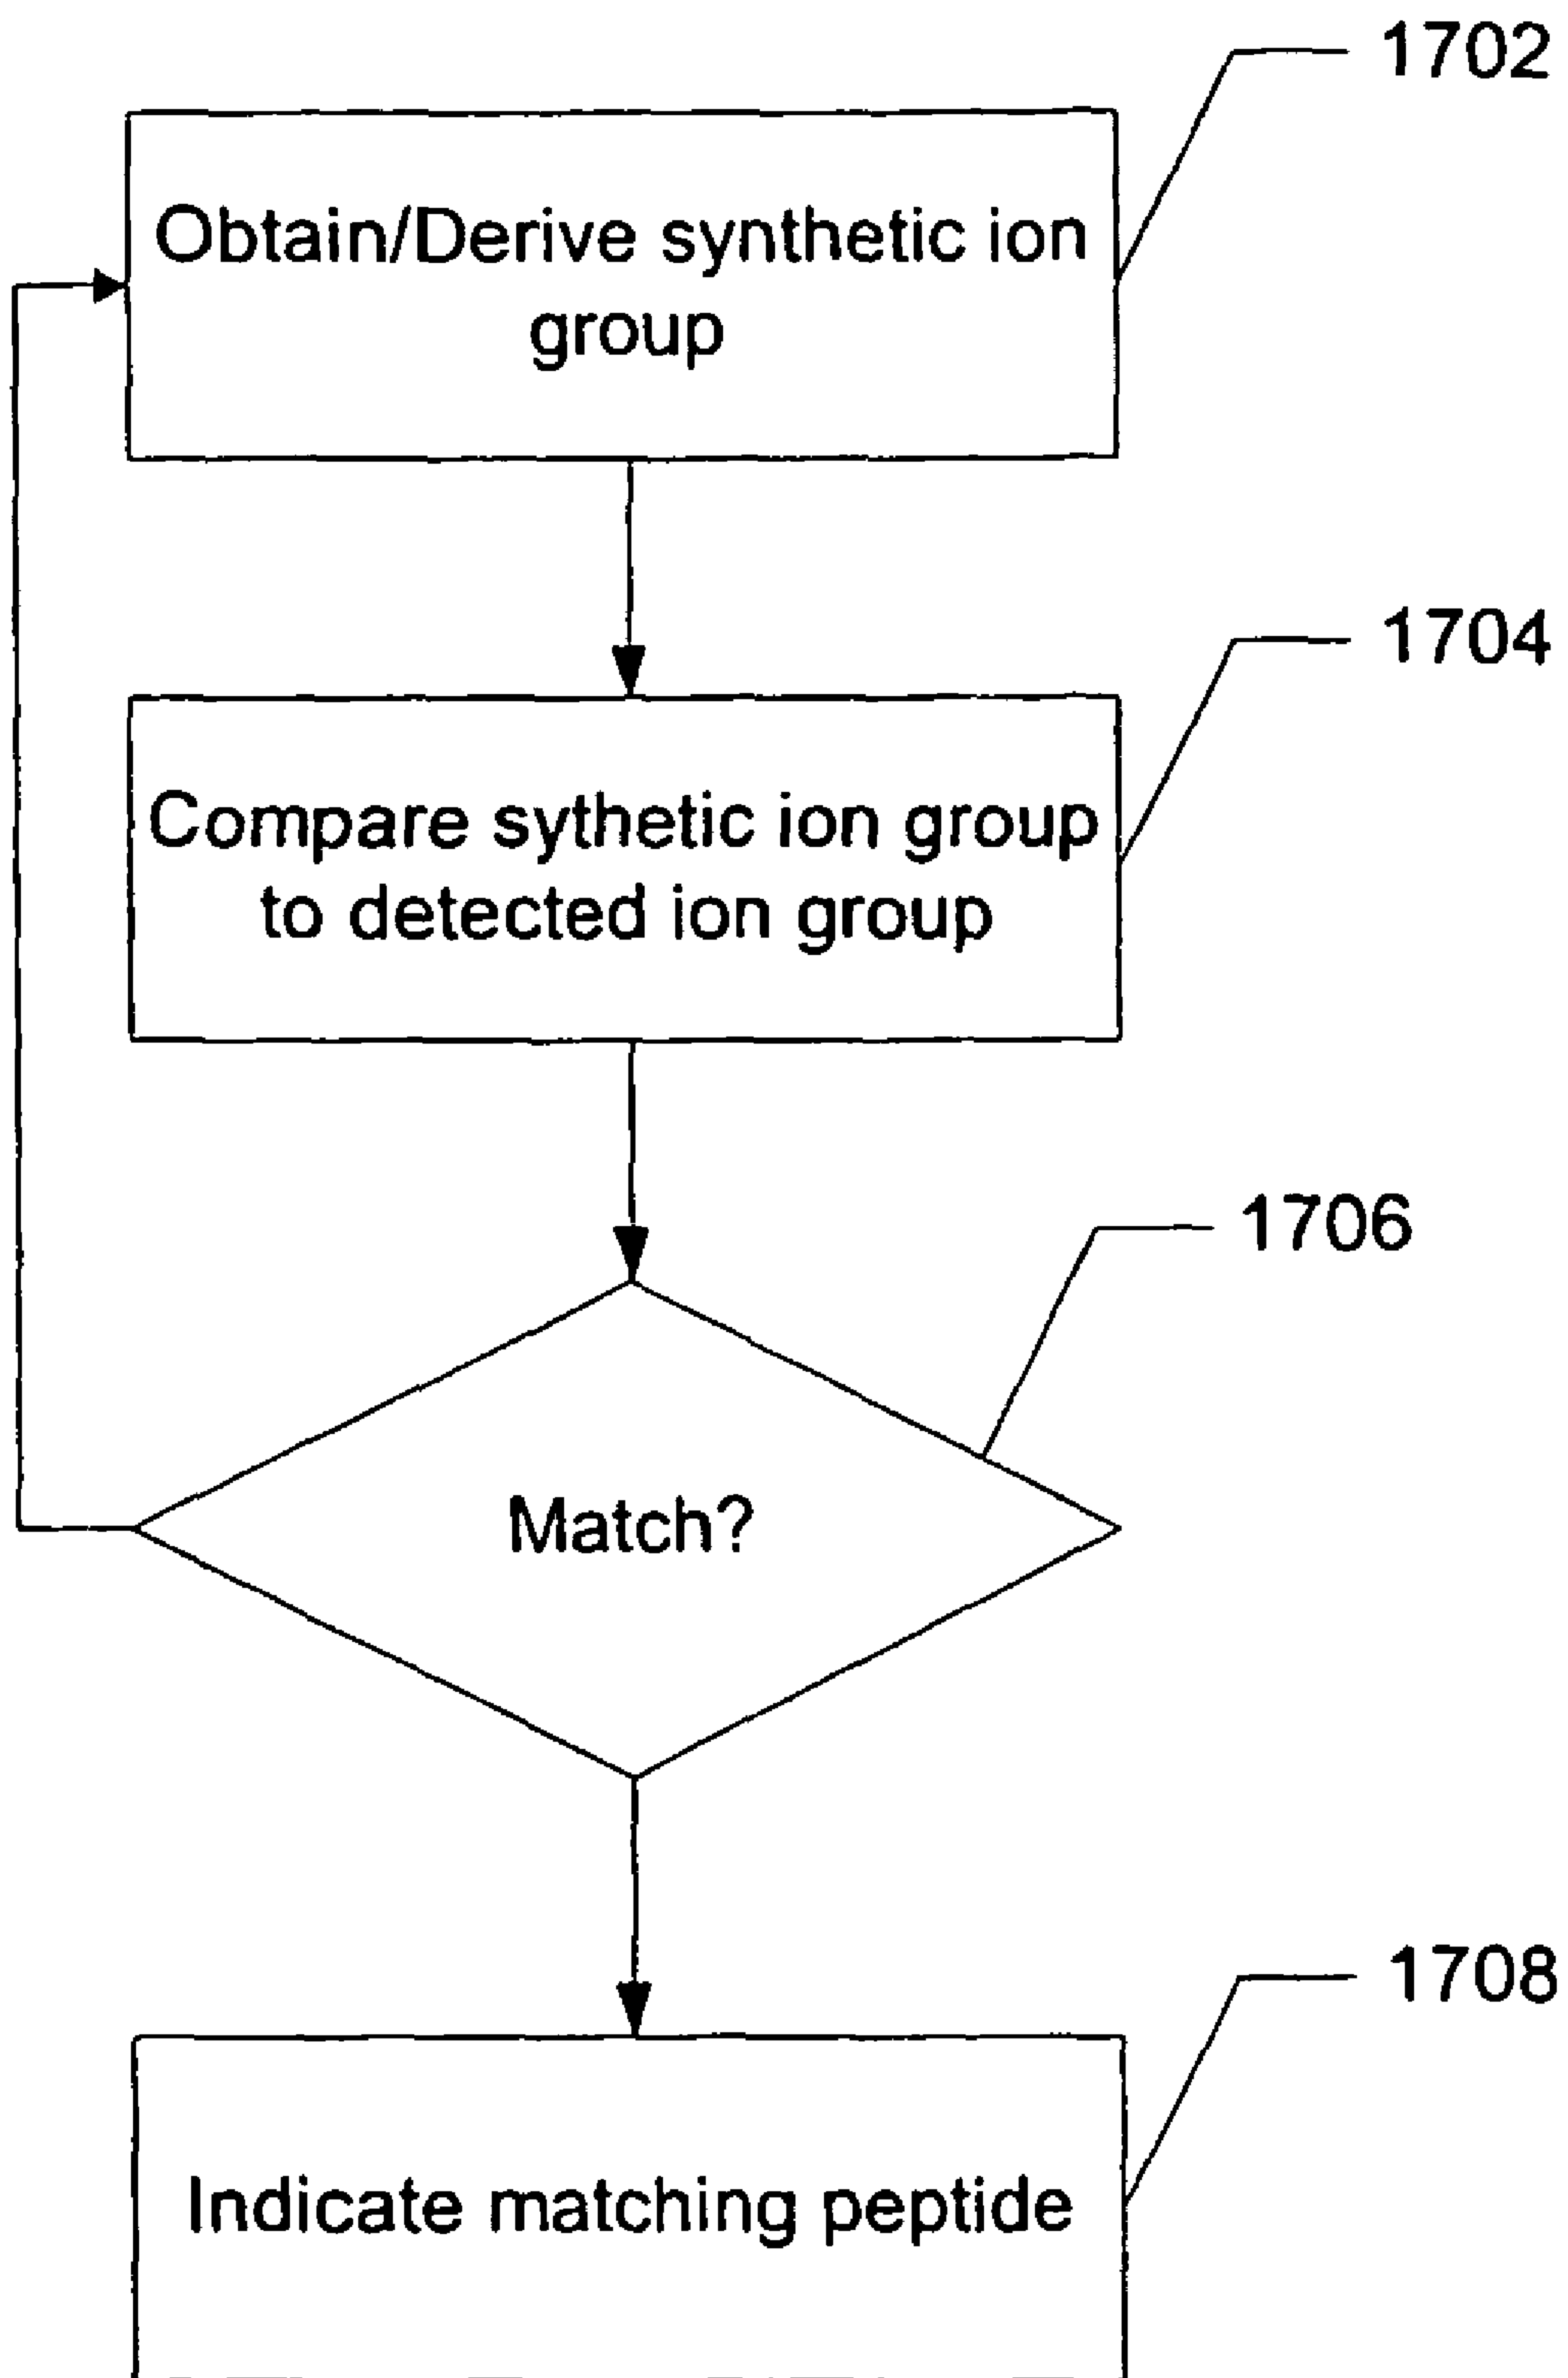 1702
Obtain/Derive synthetic ion
group
1704
Compare sythetic ion group
to detected ion group
1706
Match?
1708
Indicate matching peptide